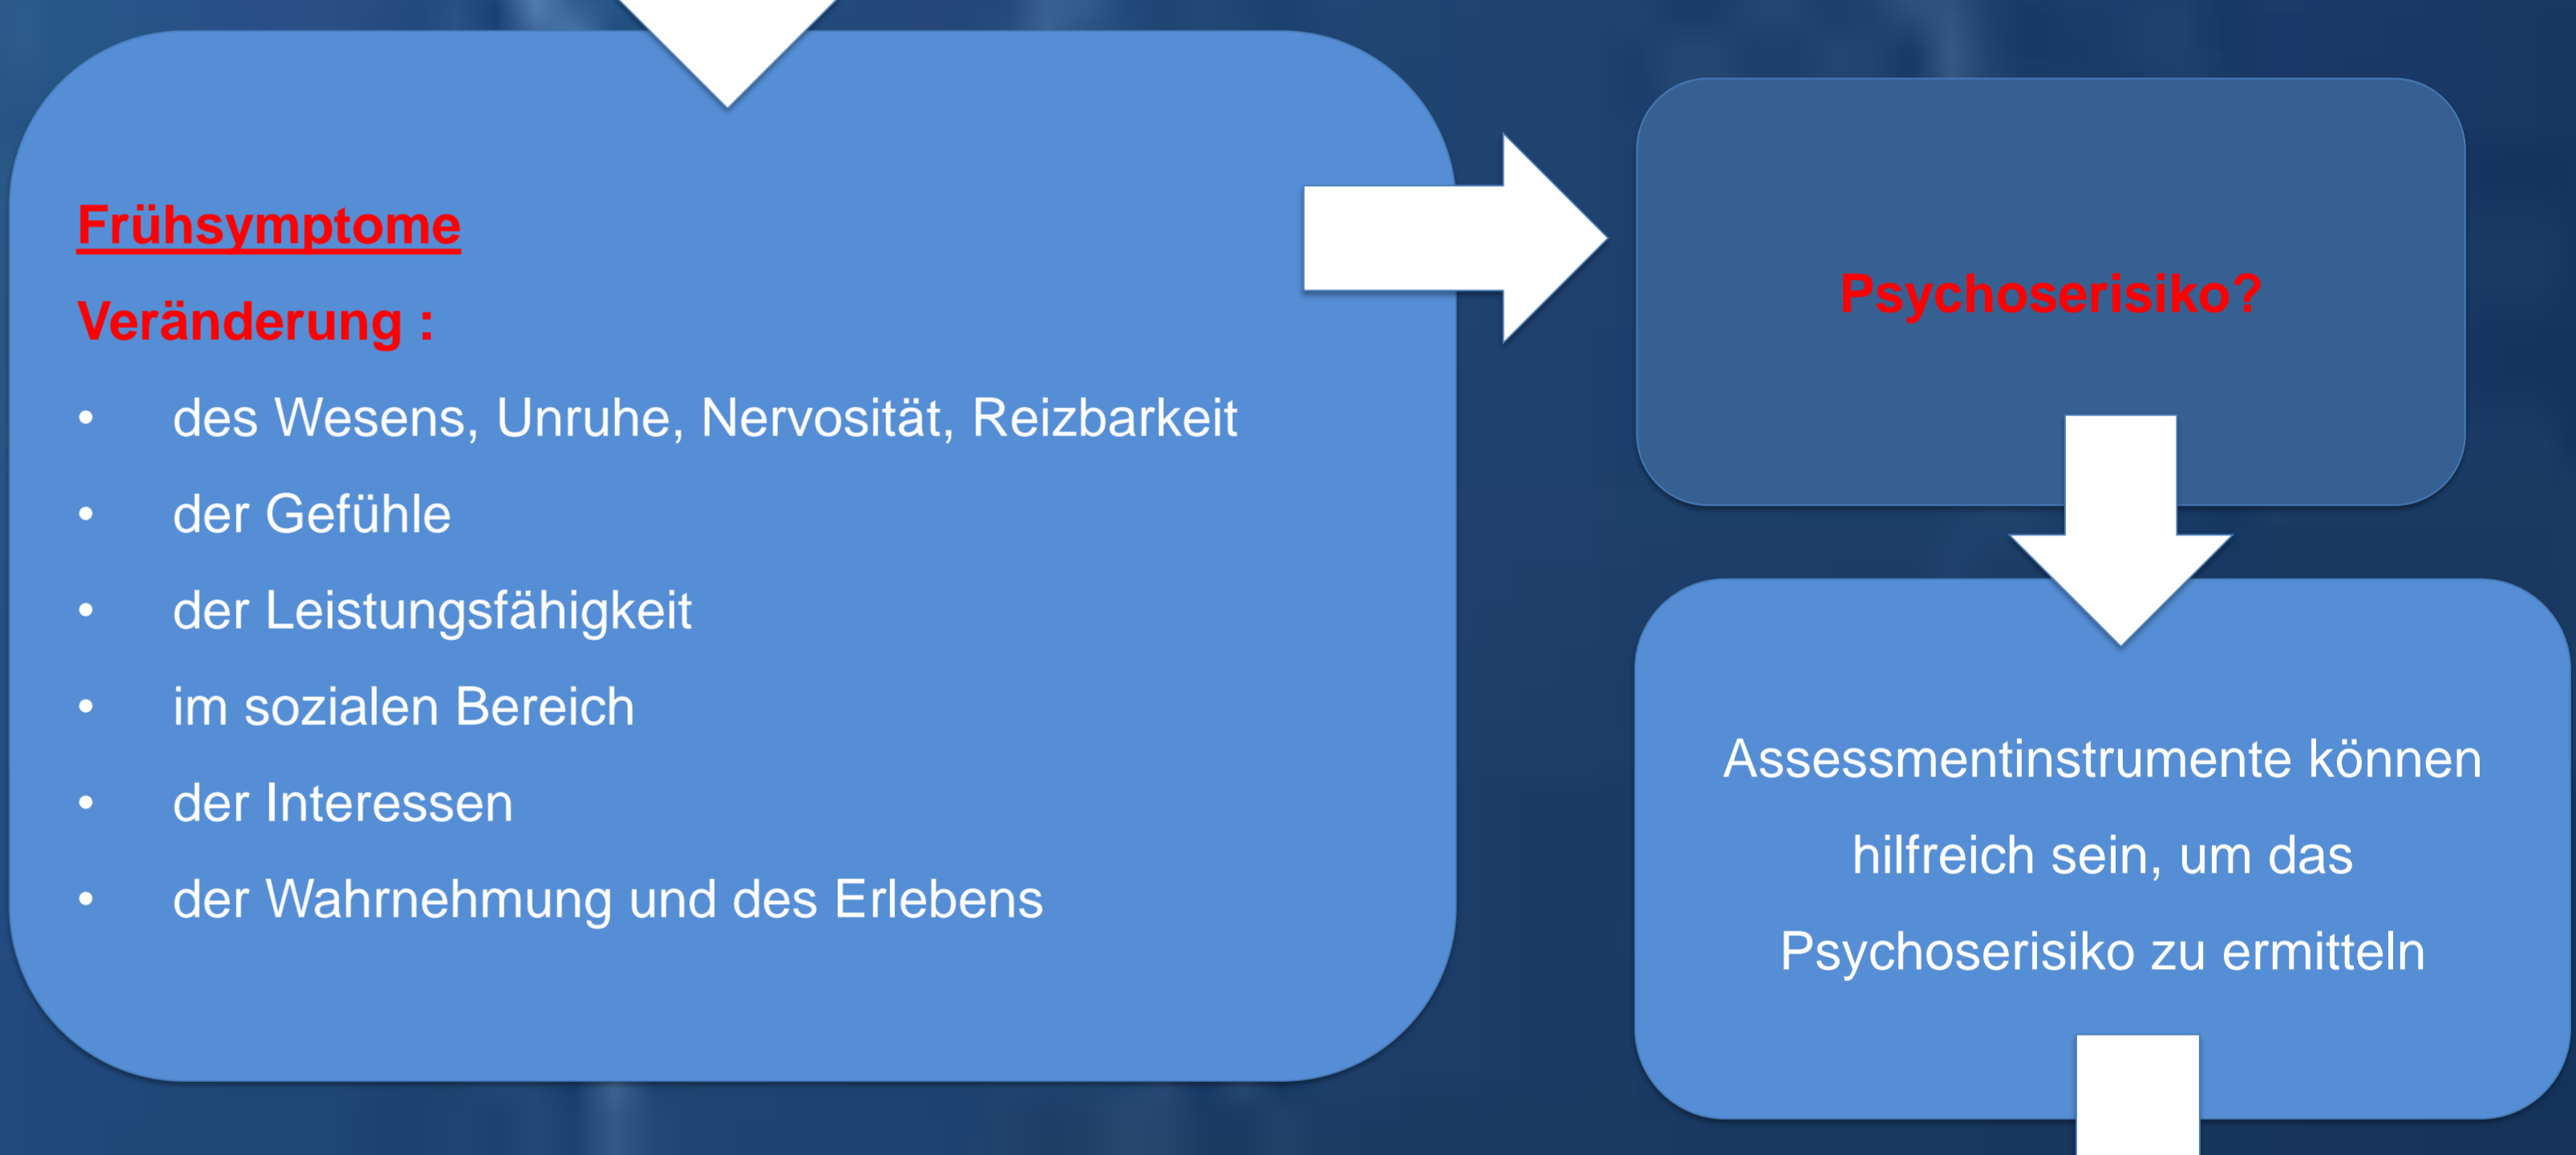 Frühsymptome
Veränderung :
• des Wesens, Unruhe, Nervosität, Reizbarkeit
• der Gefühle
• der Leistungsfähigkeit
• im sozialen Bereich
• der Interessen
• der Wahrnehmung und des Erlebens
Psychoserisiko?
Assessmentinstrumente können
hilfreich sein, um das
Psychoserisiko zu ermitteln